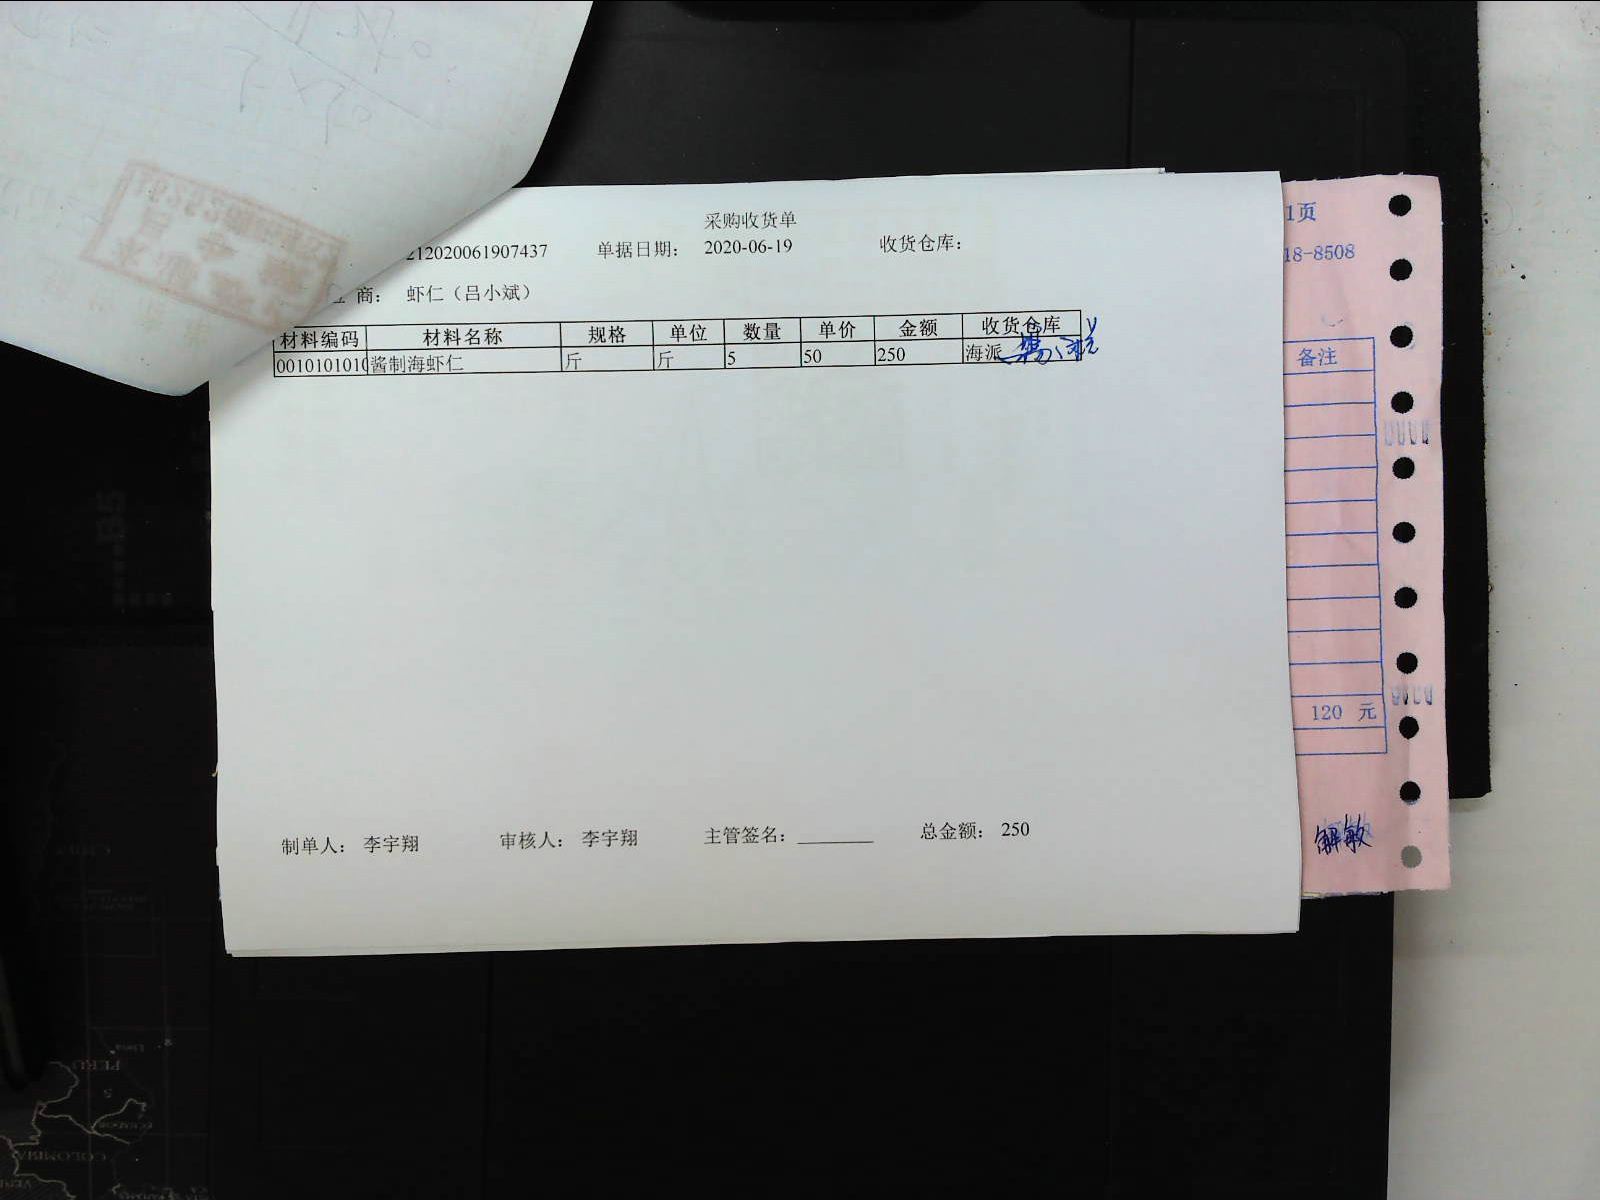 采购收货单
212020061907437 单据日期： 2020-06-19 收货仓库：
商： 虾仁（吕小斌）
材料编码 材料名称 规格 单位 数量 单价 金额 收货仓库
0010101010 酱制海虾仁 斤 斤 5 50 250 海派
制单人： 李宇翔 审核人： 李宇翔 主管签名： 总金额： 250
1页
18-8508
备注
120 元
解敏
PERU
COLOMBIA